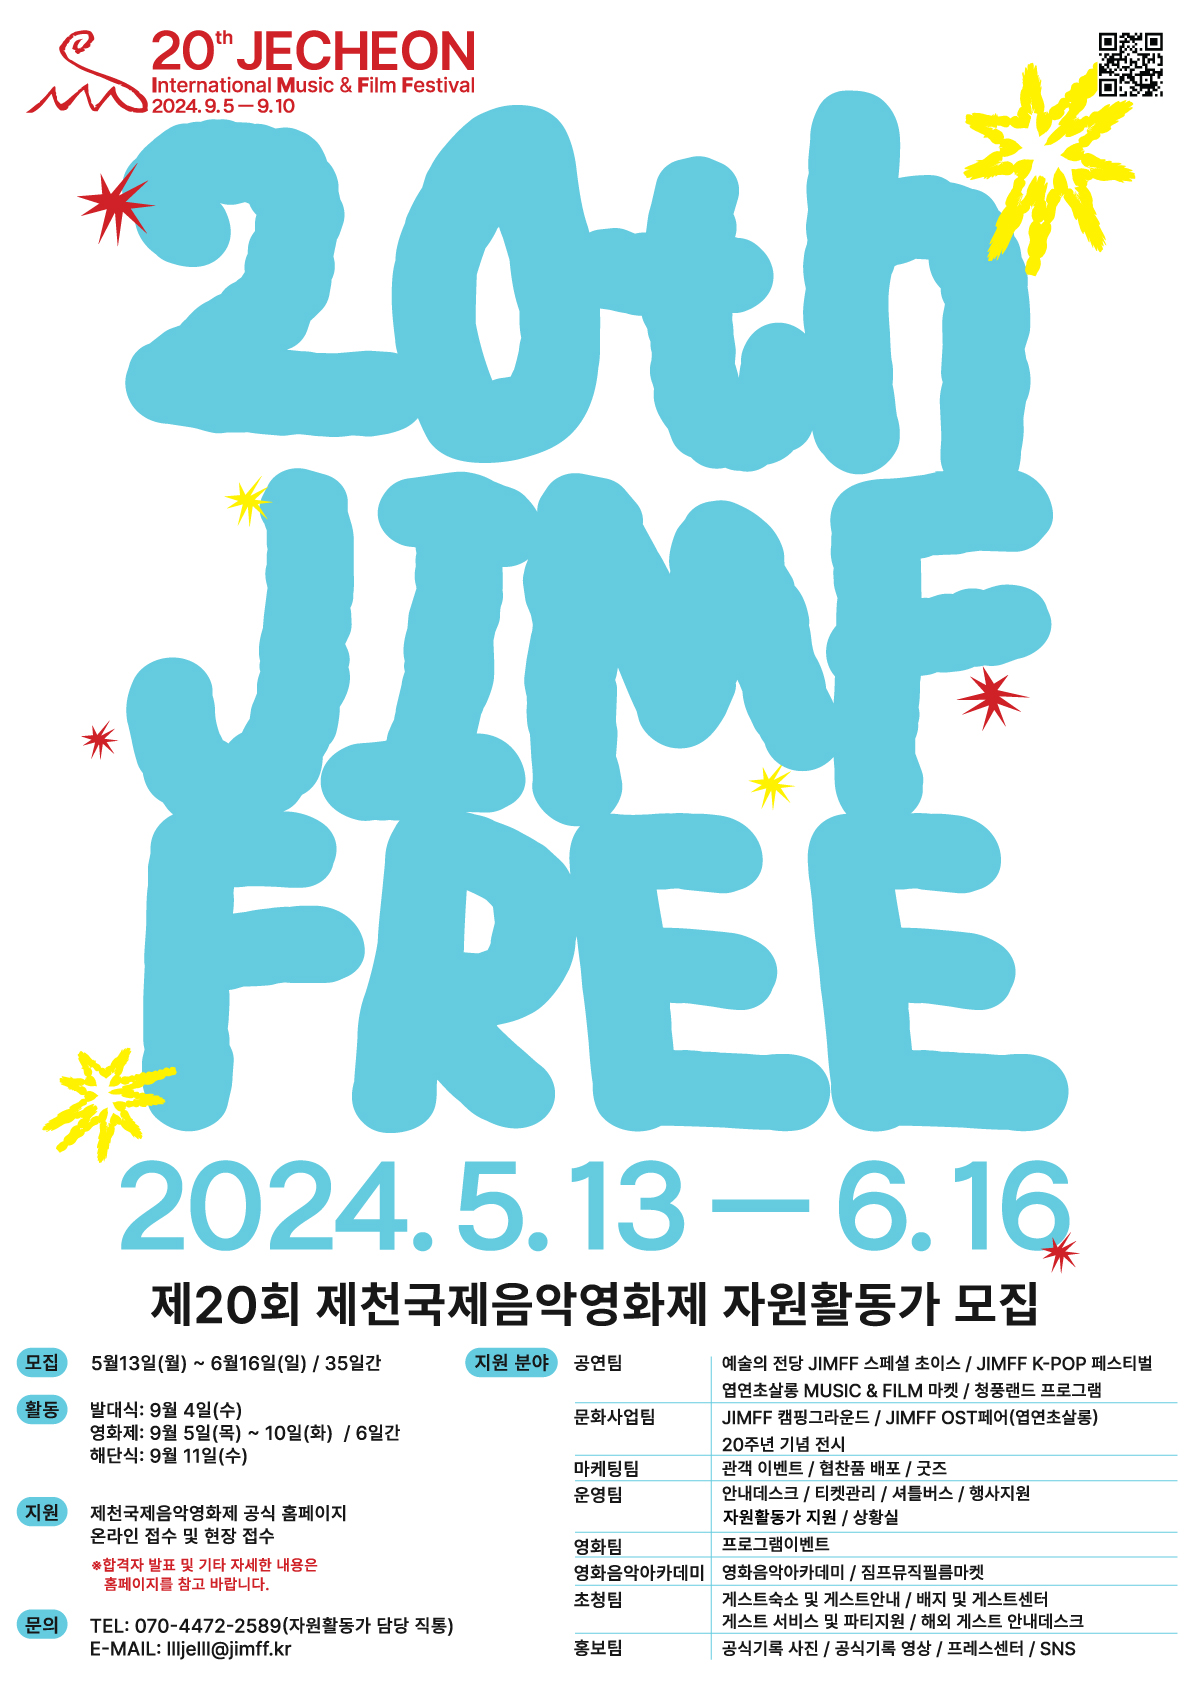 20th JECHEON
International Music & Film Festival
2024. 9. 5 — 9. 10
20th
JIMF
FREE
2024. 5. 13 — 6. 16
제20회 제천국제음악영화제 자원활동가 모집
모집 5월13일(월) ~ 6월16일(일) / 35일간
활동 발대식: 9월 4일(수)
영화제: 9월 5일(목) ~ 10일(화) / 6일간
해단식: 9월 11일(수)
지원 제천국제음악영화제 공식 홈페이지
온라인 접수 및 현장 접수
※합격자 발표 및 기타 자세한 내용은
홈페이지를 참고 바랍니다.
문의 TEL: 070-4472-2589(자원활동가 담당 직통)
E-MAIL: llljelll@jimff.kr
지원 분야 공연팀 예술의 전당 JIMFF 스페셜 초이스 / JIMFF K-POP 페스티벌
엽연초살롱 MUSIC & FILM 마켓 / 청풍랜드 프로그램
문화사업팀 JIMFF 캠핑그라운드 / JIMFF OST페어(엽연초살롱)
20주년 기념 전시
마케팅팀 관객 이벤트 / 협찬품 배포 / 굿즈
운영팀 안내데스크 / 티켓관리 / 셔틀버스 / 행사지원
자원활동가 지원 / 상황실
영화팀 프로그램이벤트
영화음악아카데미 영화음악아카데미 / 짐프뮤직필름마켓
초청팀 게스트숙소 및 게스트안내 / 배지 및 게스트센터
게스트 서비스 및 파티지원 / 해외 게스트 안내데스크
홍보팀 공식기록 사진 / 공식기록 영상 / 프레스센터 / SNS